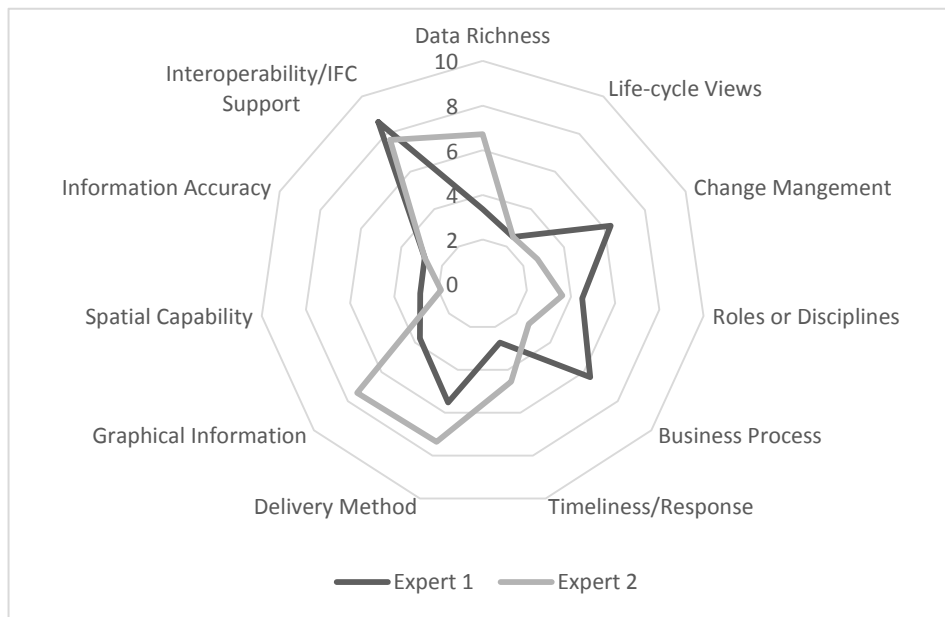 Data Richness
Life-cycle Views
Change Mangement
Roles or Disciplines
Business Process
Timeliness/Response
Delivery Method
Graphical Information
Spatial Capability
Information Accuracy
Interoperability/IFC
Support
10
8
6
4
2
0
Expert 1
Expert 2